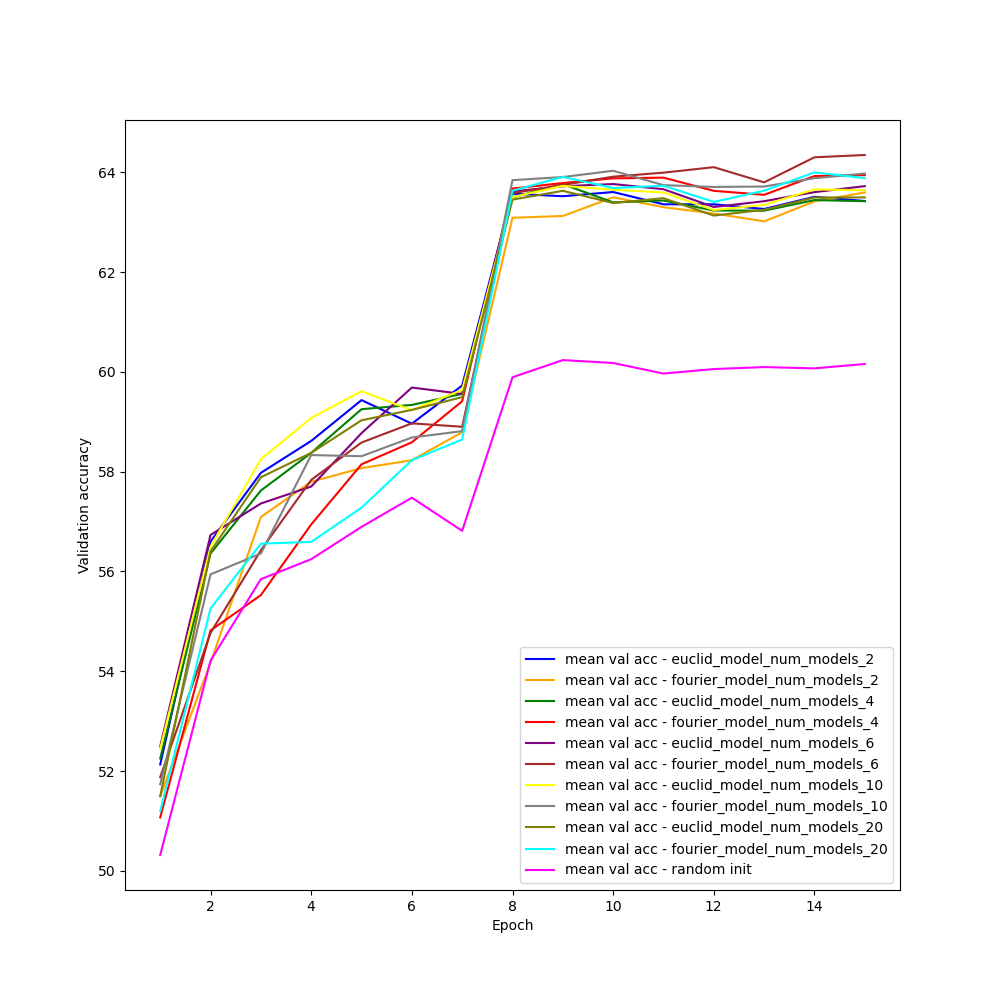 64
62
60
58
56
54
52
50
Validation accuracy
2
4
6
8
10
12
14
Epoch
mean val acc - euclid_model_num_models_2
mean val acc - fourier_model_num_models_2
mean val acc - euclid_model_num_models_4
mean val acc - fourier_model_num_models_4
mean val acc - euclid_model_num_models_6
mean val acc - fourier_model_num_models_6
mean val acc - euclid_model_num_models_10
mean val acc - fourier_model_num_models_10
mean val acc - euclid_model_num_models_20
mean val acc - fourier_model_num_models_20
mean val acc - random init